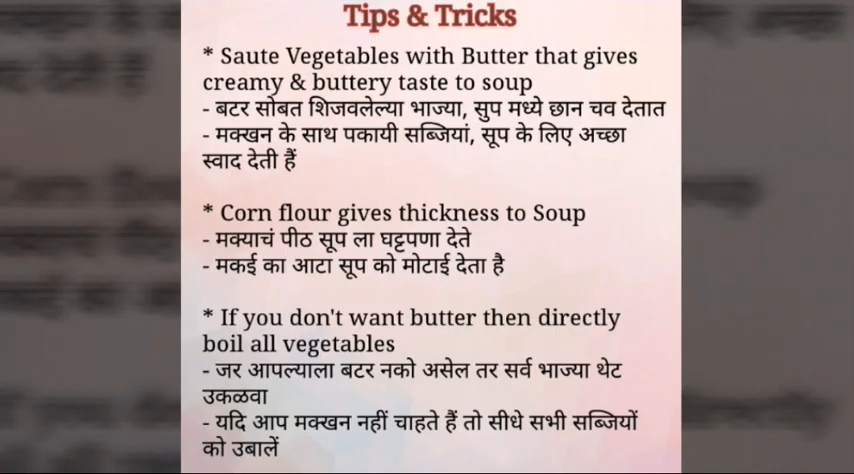 Tips & Tricks
* Saute Vegetables with Butter that gives
creamy & buttery taste to soup
- बटर सोबत शिजवलेल्या भाज्या, सुप मध्ये छान चव देतात
- मक्खन के साथ पकायी सब्जियां, सूप के लिए अच्छा
स्वाद देती हैं
* Corn flour gives thickness to Soup
- मक्याचं पीठ सूप ला घट्टपणा देते
- मकई का आटा सूप को मोटाई देता है
* If you don't want butter then directly
boil all vegetables
- जर आपल्याला बटर नको असेल तर सर्व भाज्या थेट
उकळवा
- यदि आप मक्खन नहीं चाहते हैं तो सीधे सभी सब्जियों
को उबालें